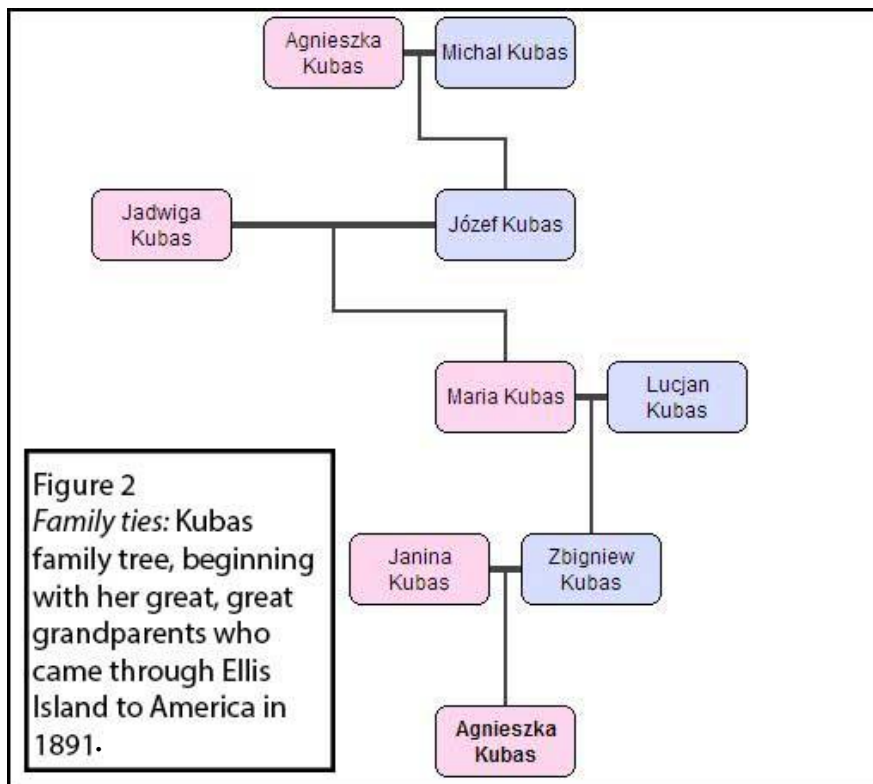 Agnieszka
Kubas
Michal Kubas
Jadwiga
Kubas
Józef Kubas
Maria Kubas
Lucjan
Kubas
Janina
Kubas
Zbigniew
Kubas
Agnieszka
Kubas
Figure 2
Family ties: Kubas
family tree, beginning
with her great, great
grandparents who
came through Ellis
Island to America in
1891.